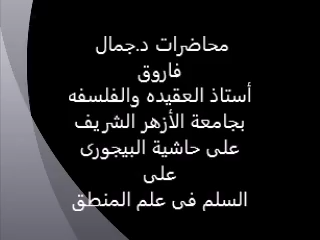 محاضرات د.جمال
فاروق
أستاذ العقيده والفلسفه
بجامعة الأزهر الشريف
على حاشية البيجورى
على
السلم فى علم المنطق